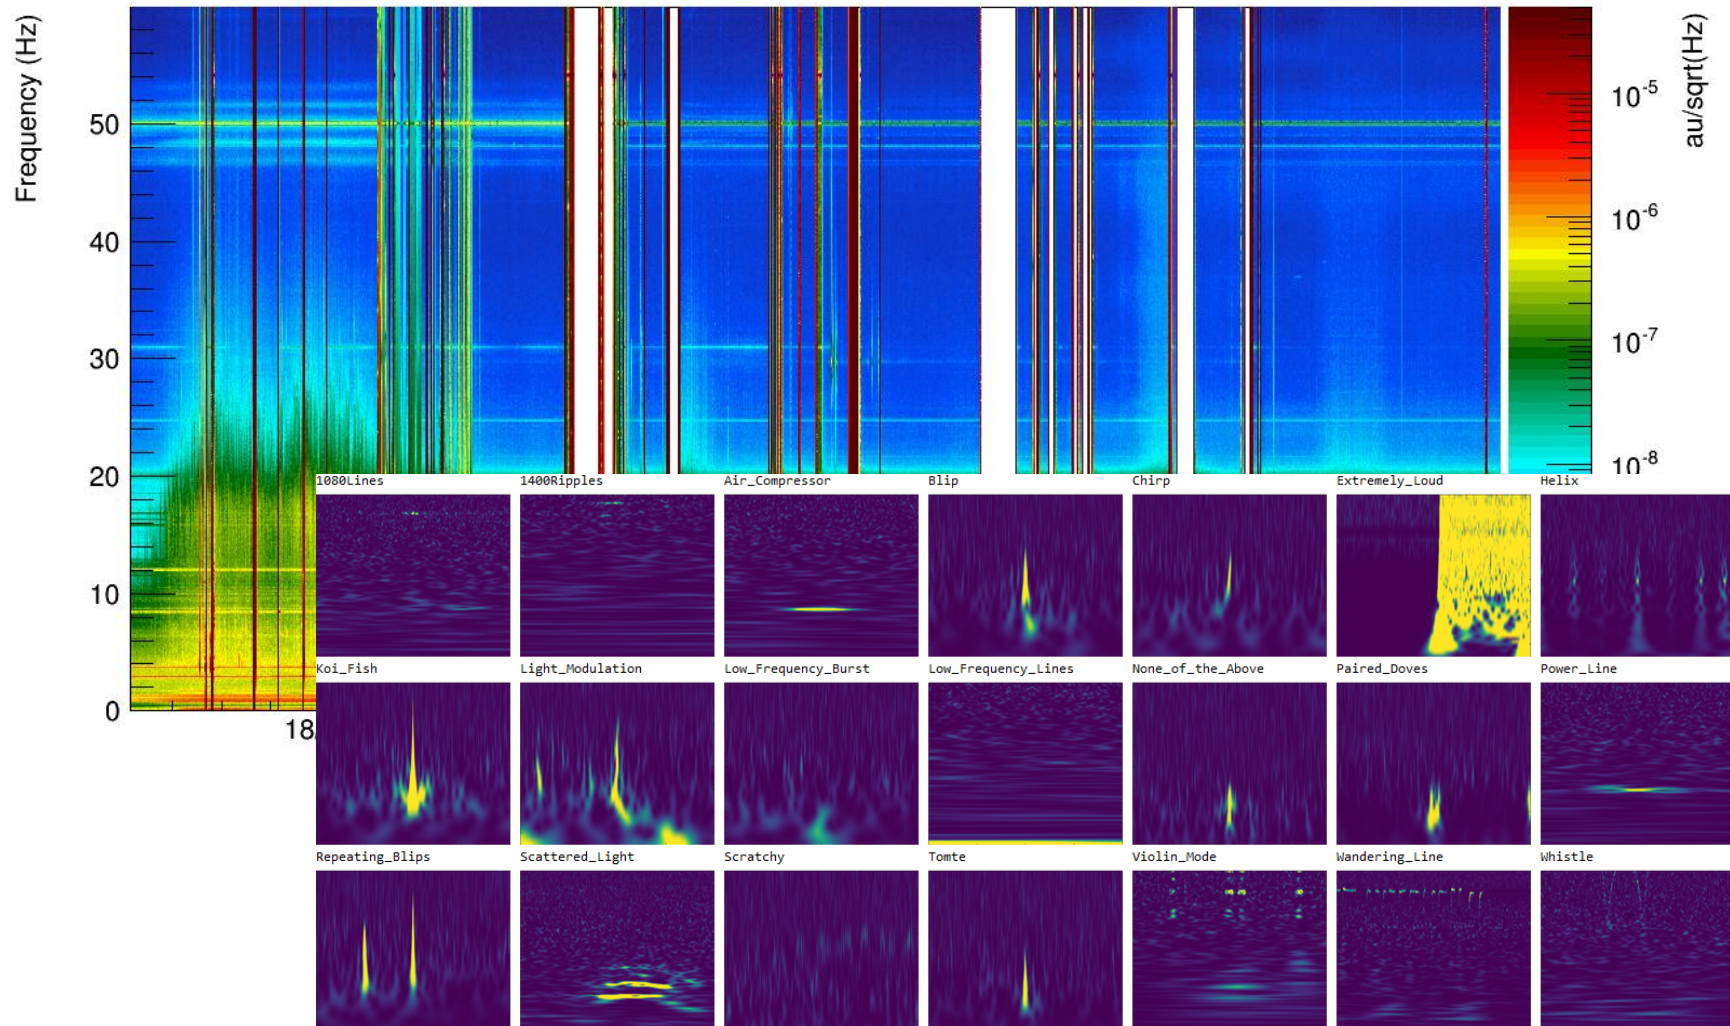 Frequency (Hz)
50
40
30
20
10
0
18/
au/sqrt(Hz)
10-5
10-6
10-7
10-8
1080Lines
1400Ripples
Air_Compressor
Blip
Chirp
Extremely_Loud
Helix
Koi_Fish
Light_Modulation
Low_Frequency_Burst
Low_Frequency_Lines
None_of_the_Above
Paired_Doves
Power_Line
Repeating_Blips
Scattered_Light
Scratchy
Tomte
Violin_Mode
Wandering_Line
Whistle